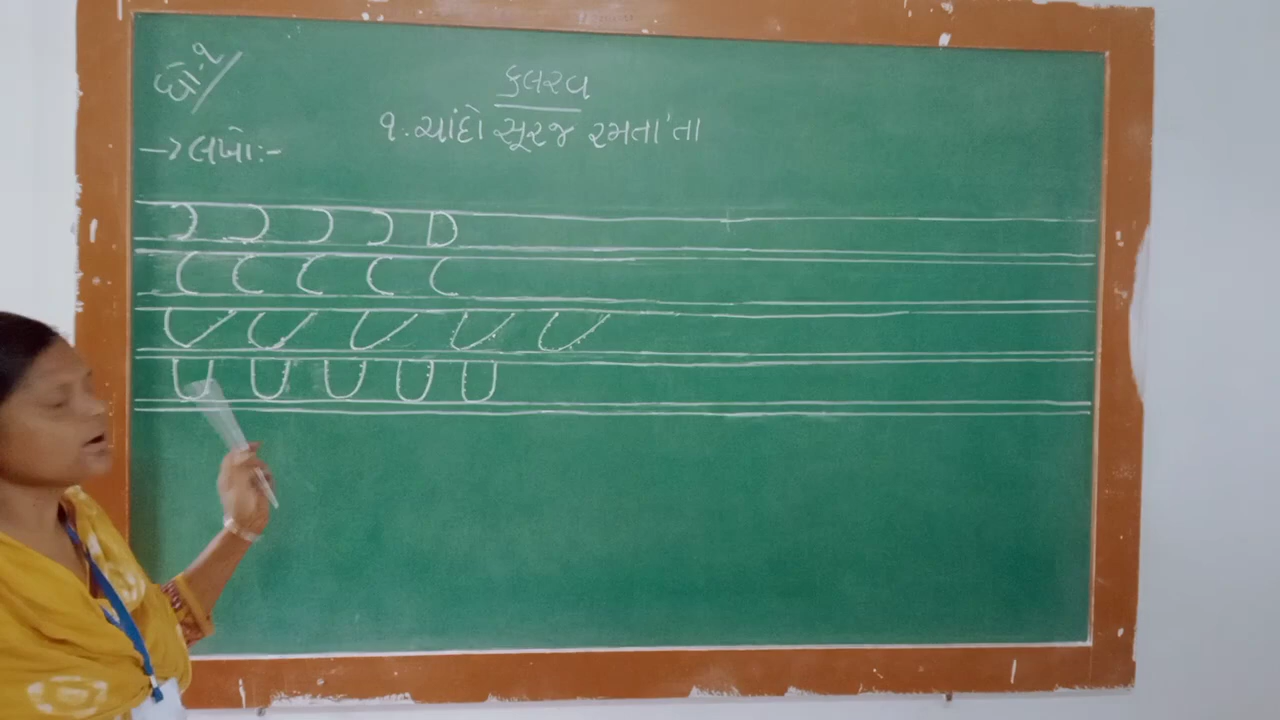 ધો.૧
કલરવ
૧. ચાંદો સૂરજ રમતા'તા
→ લખો:-